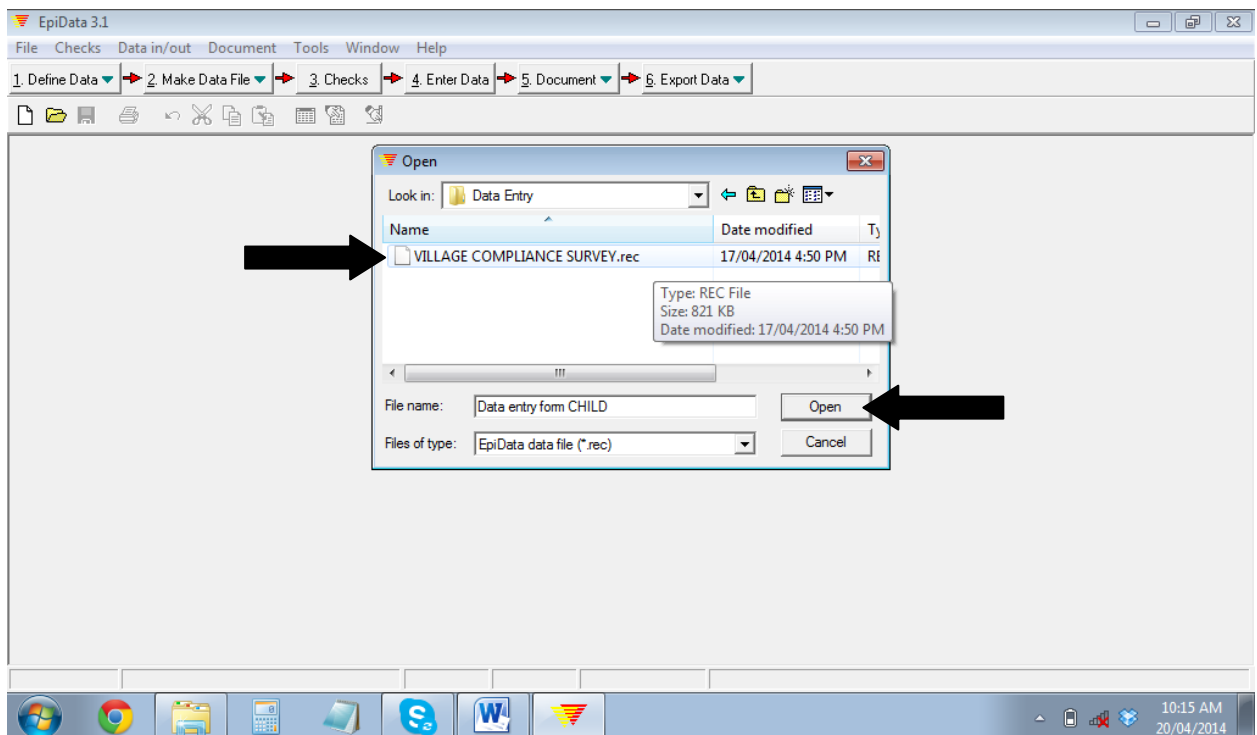 EpiData 3.1
File Checks Data in/out Document Tools Window Help
1. Define Data 2. Make Data File 3. Checks 4. Enter Data 5. Document 6. Export Data
Open
Look in: Data Entry
Name Date modified Ty
VILLAGE COMPLIANCE SURVEY.rec 17/04/2014 4:50 PM RE
Type: REC File
Size: 821 KB
Date modified: 17/04/2014 4:50 PM
File name: Data entry form CHILD Open
Files of type: EpiData data file (*.rec) Cancel
10:15 AM
20/04/2014